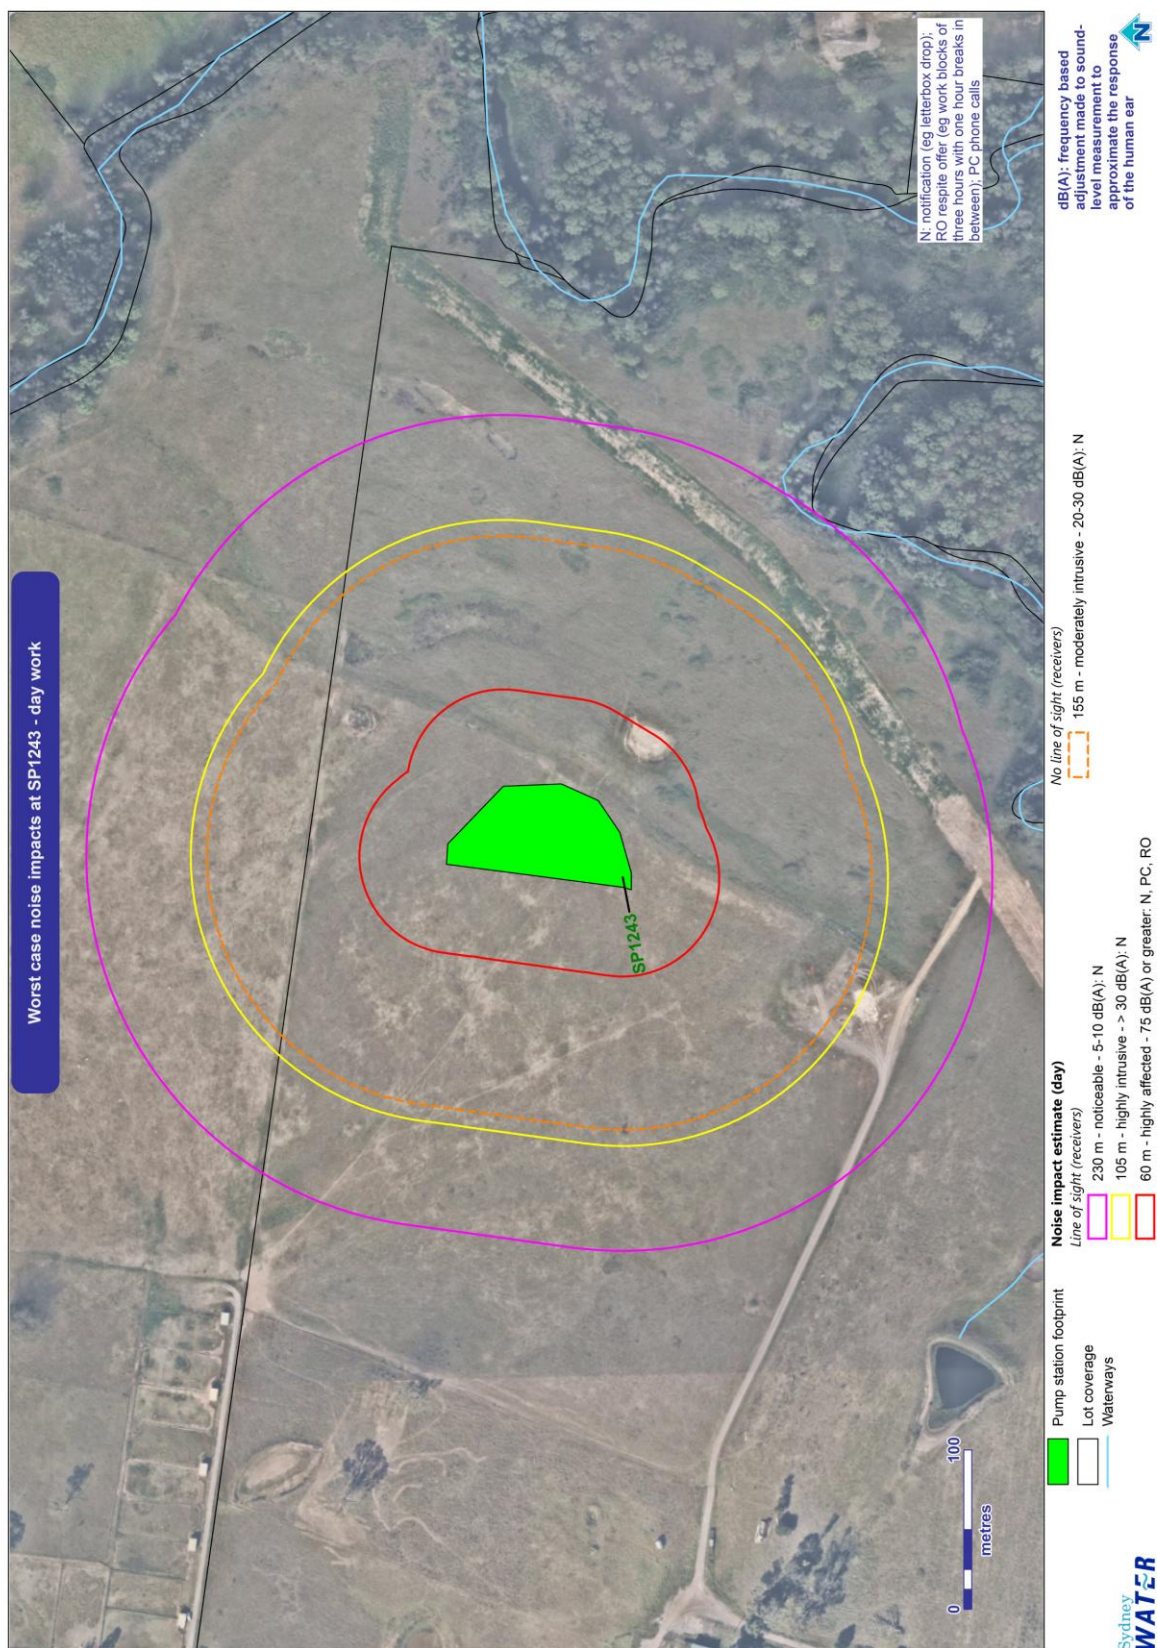 Worst case noise impacts at SP1243 - day work
N: notification (eg letterbox drop);
RO respite offer (eg work blocks of
three hours with one hour breaks in
between); PC phone calls
SP1243
0
100
metres
Pump station footprint
Lot coverage
Waterways
Noise impact estimate (day)
Line of sight (receivers)
230 m - noticeable - 5-10 dB(A): N
105 m - highly intrusive - > 30 dB(A): N
60 m - highly affected - 75 dB(A) or greater: N, PC, RO
No line of sight (receivers)
155 m - moderately intrusive - 20-30 dB(A): N
dB(A): frequency based
adjustment made to sound-
level measurement to
approximate the response
of the human ear
N
Sydney
WATER